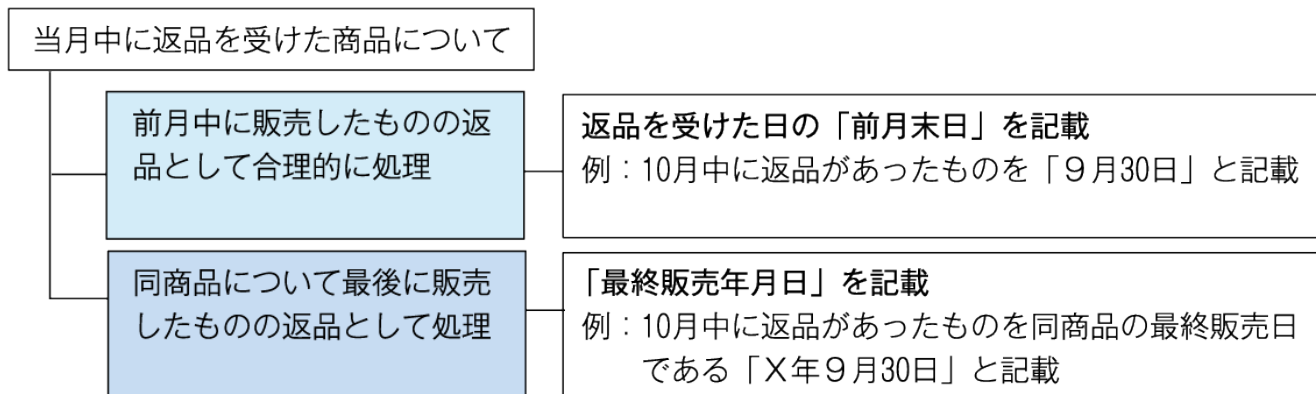 当月中に返品を受けた商品について
前月中に販売したものの返
品として合理的に処理
返品を受けた日の「前月末日」を記載
例：10月中に返品があったものを「９月30日」と記載
同商品について最後に販売
したものの返品として処理
「最終販売年月日」を記載
例：10月中に返品があったものを同商品の最終販売日
である「Ｘ年９月30日」と記載